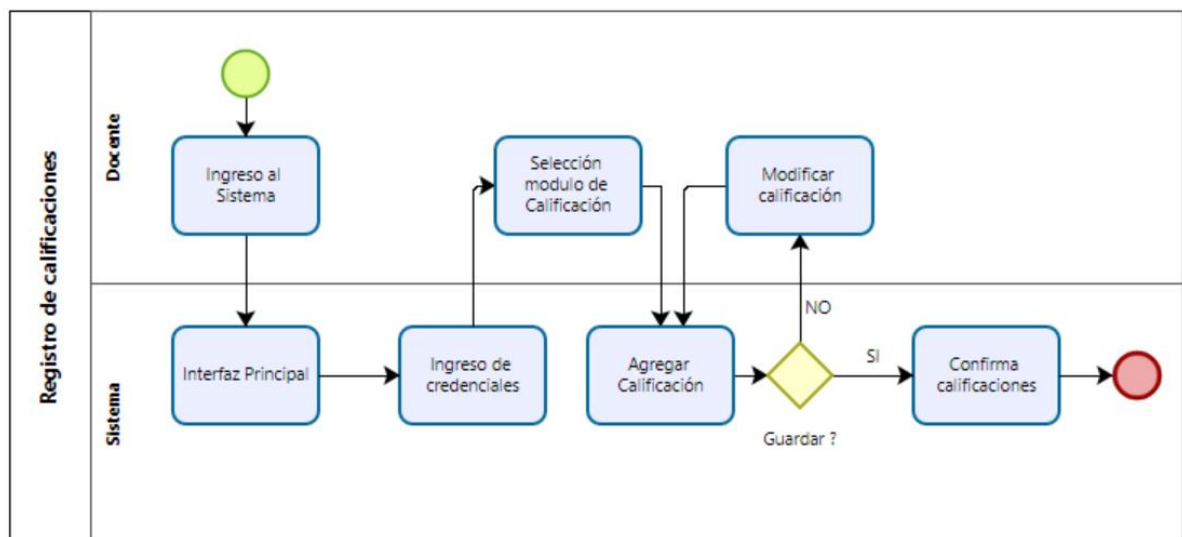 Registro de calificaciones
Docente
Ingreso al
Sistema
Selección
modulo de
Calificación
Modificar
calificación
Sistema
Interfaz Principal
Ingreso de
credenciales
Agregar
Calificación
NO
SI
Guardar ?
Confirma
calificaciones